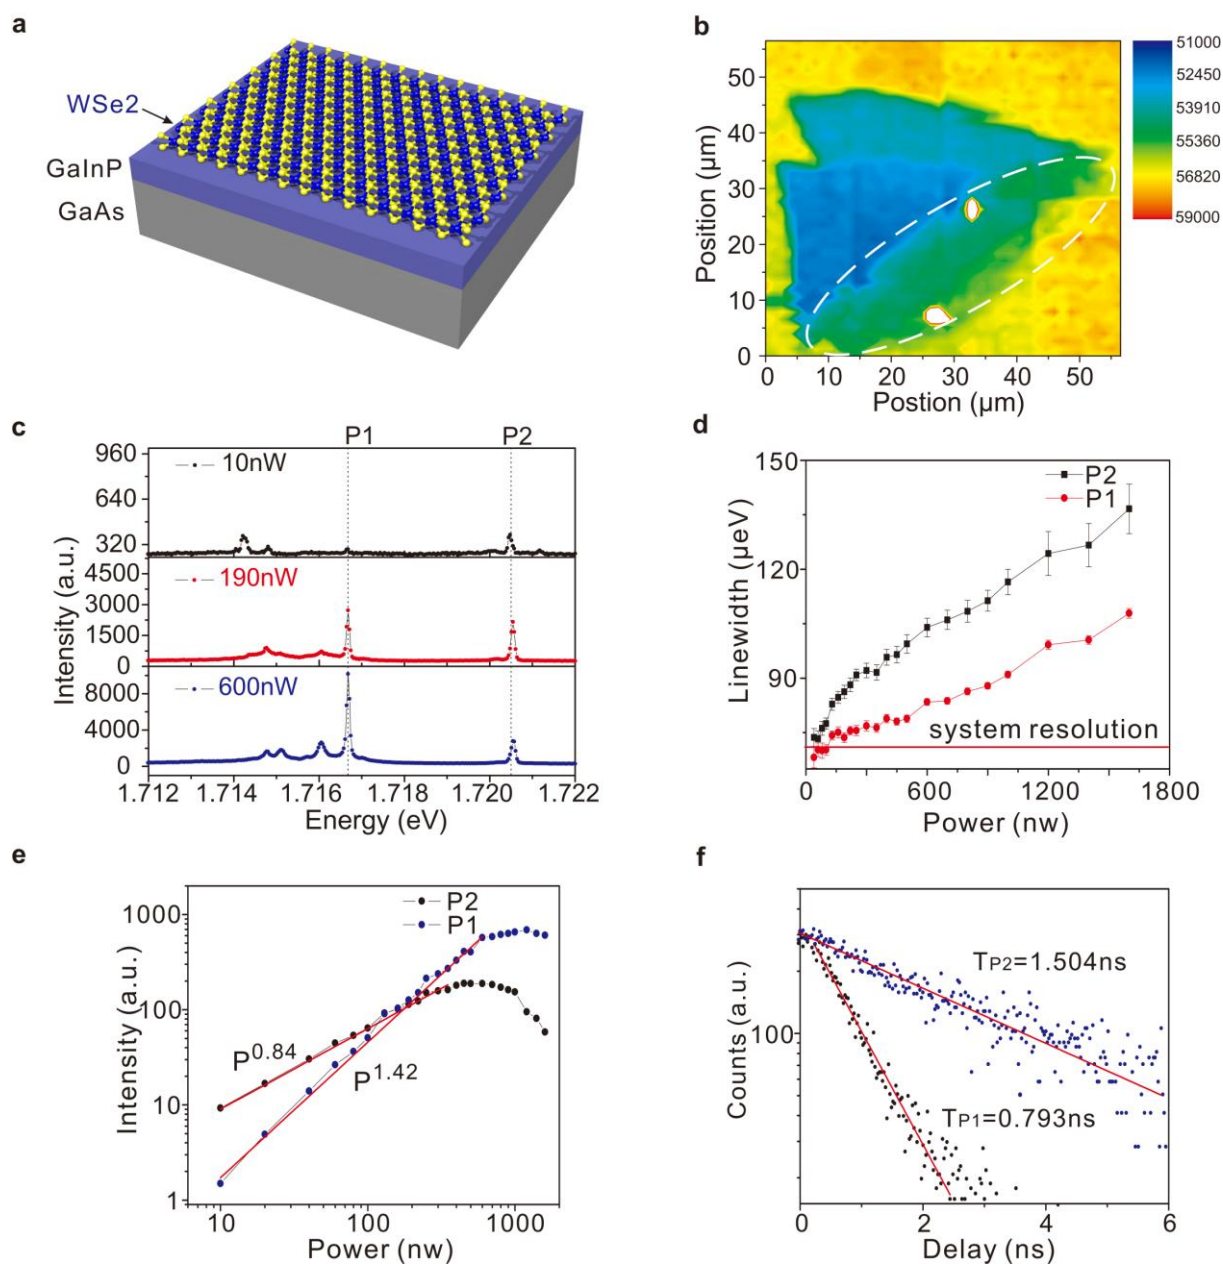 a
WSe2
GaInP
GaAs
b
Position (µm)
50
40
30
20
10
0
0 10 20 30 40 50
Postion (µm)
51000
52450
53910
55360
56820
59000
c
P1 P2
960
640
320
10nW
4500
3000
1500
0
190nW
8000
4000
0
600nW
Intensity (a.u.)
1.712 1.714 1.716 1.718 1.720 1.722
Energy (eV)
d
Linewidth (µeV)
150
120
90
P2
P1
system resolution
0 600 1200 1800
Power (nw)
e
Intensity (a.u.)
1000
100
10
1
P2
P1
P^0.84
P^1.42
10 100 1000
Power (nw)
f
Counts (a.u.)
100
TP2=1.504ns
TP1=0.793ns
0 2 4 6
Delay (ns)